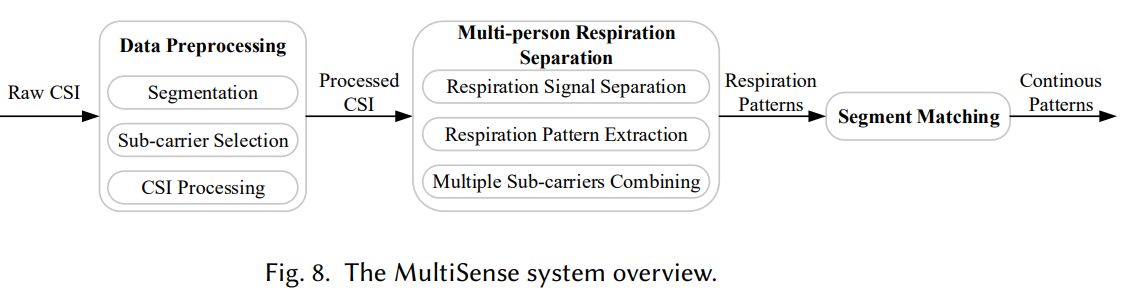 Raw CSI
Data Preprocessing
Segmentation
Sub-carrier Selection
CSI Processing
Processed
CSI
Multi-person Respiration
Separation
Respiration Signal Separation
Respiration Pattern Extraction
Multiple Sub-carriers Combining
Respiration
Patterns
Segment Matching
Continous
Patterns
Fig. 8. The MultiSense system overview.